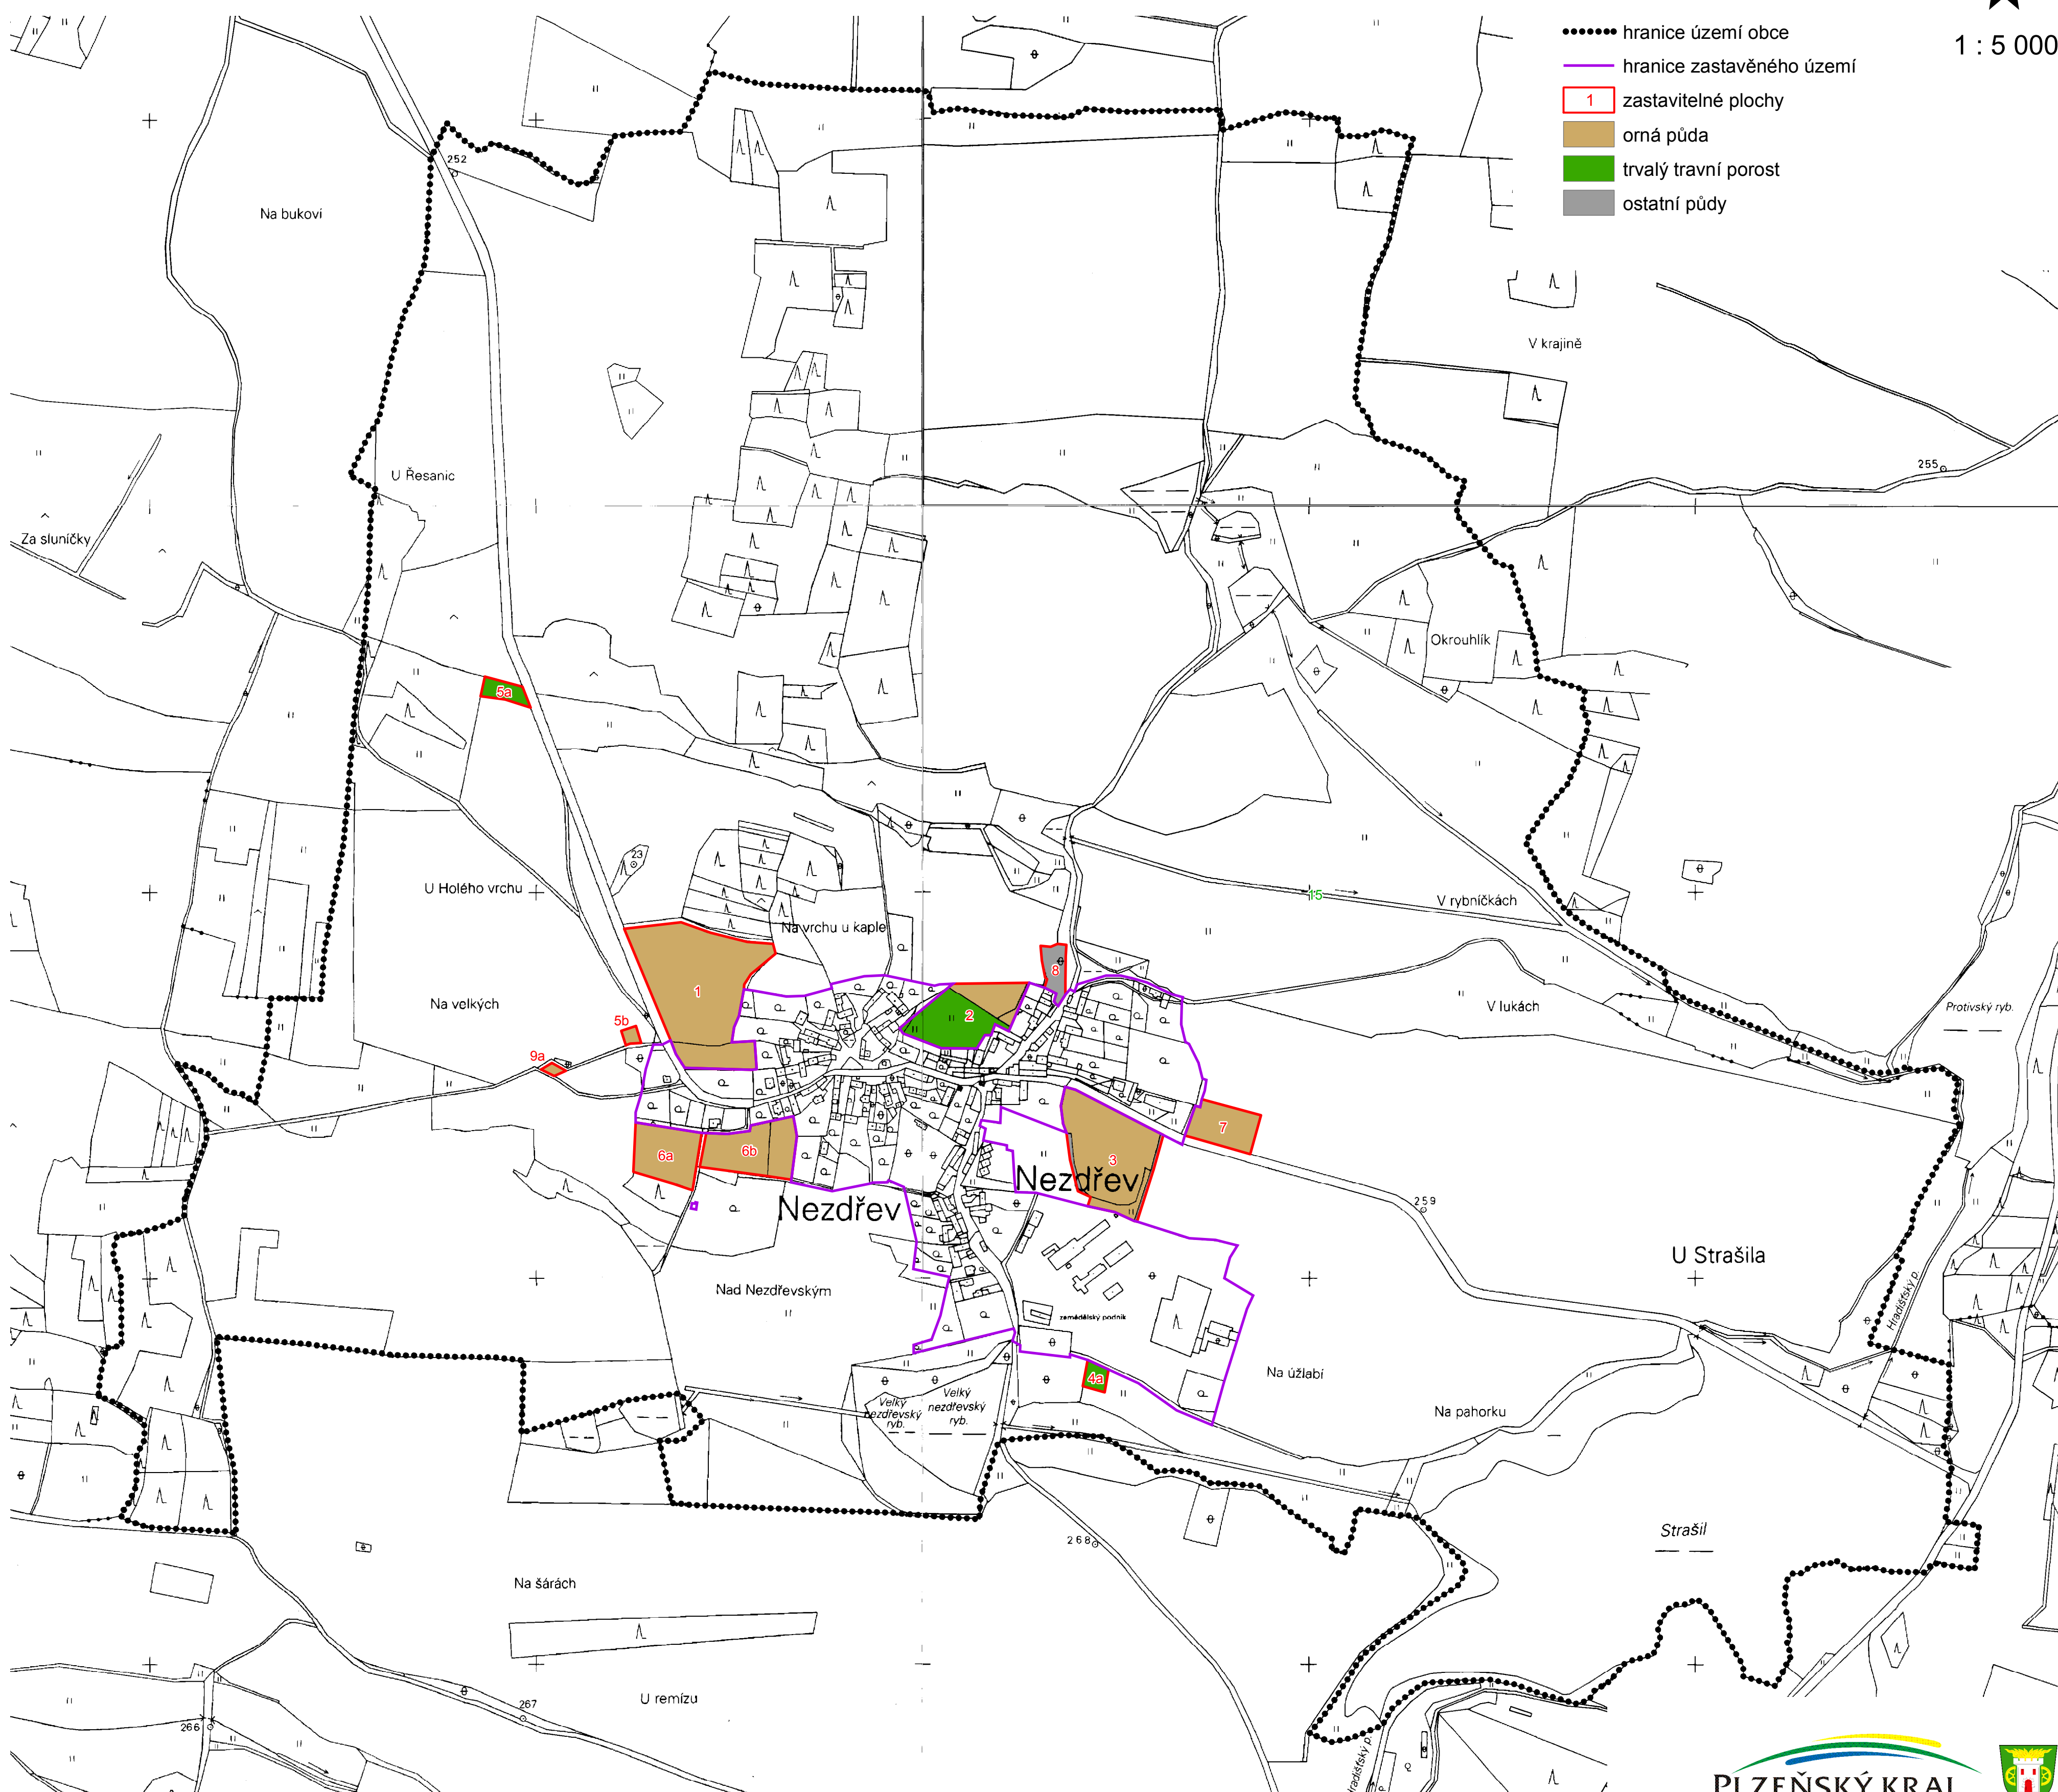 hranice území obce
1 : 5 000
hranice zastavěného území
1 zastavitelné plochy
orná půda
trvalý travní porost
ostatní půdy
252
Na bukovi
V krajině
255
U Řesanic
Za sluníčky
Okrouhlík
5a
23
U Holého vrchu
15
V rybníčkách
Na vrchu u kaple
8
1
Na velkých
2
V lukách
Protivský ryb.
5b
9a
7
6a
6b
3
Nezdřev
Nezdřev
259
U Strašila
Nad Nezdřevským
Hradišťský p.
zemědělský podnik
Na úžlabí
4a
Velký
nezdřevský
ryb.
Velký
nezdřevský
ryb.
Na pahorku
268
Strašil
Na šárách
267
U remízu
266
Hradišťský p.
PLZEŇSKÝ KRAJ